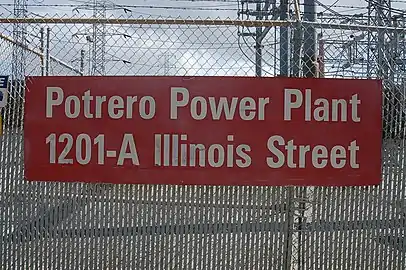 Potrero Power Plant
1201-A Illinois Street